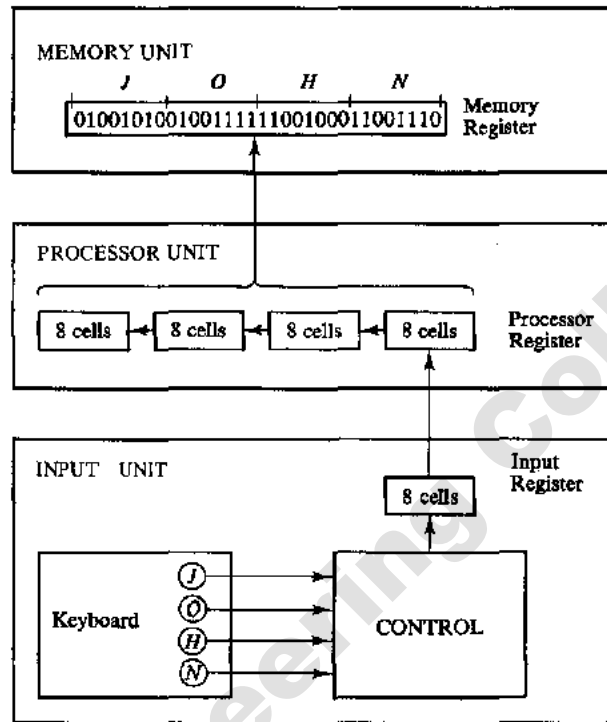 MEMORY UNIT
J O H N
01001010010011111100100011001110
Memory
Register
PROCESSOR UNIT
8 cells 8 cells 8 cells 8 cells
Processor
Register
INPUT UNIT
Input
Register
8 cells
J
O
Keyboard
CONTROL
H
N